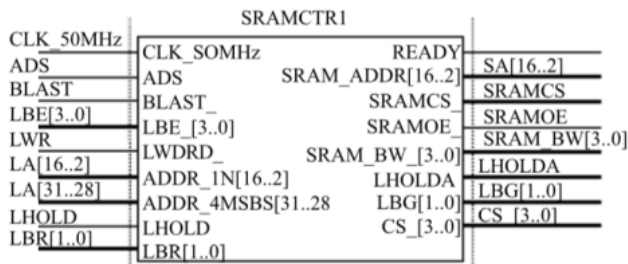 SRAMCTR1
CLK_50MHz
ADS
BLAST
LBE[3..0]
LWR
LA[16..2]
LA[31..28]
LHOLD
LBR[1..0]
CLK_SOMHz
ADS
BLAST_
LBE_[3..0]
LWDRD_
ADDR_1N[16..2]
ADDR_4MSBS[31..28
LHOLD
LBR[1..0]
READY
SRAM_ADDR[16..2]
SRAMCS_
SRAMOE_
SRAM_BW_[3..0]
LHOLDA
LBG[1..0]
CS_[3..0]
SA[16..2]
SRAMCS
SRAMOE
SRAM_BW[3..0]
LHOLDA
LBG[1..0]
CS_[3..0]